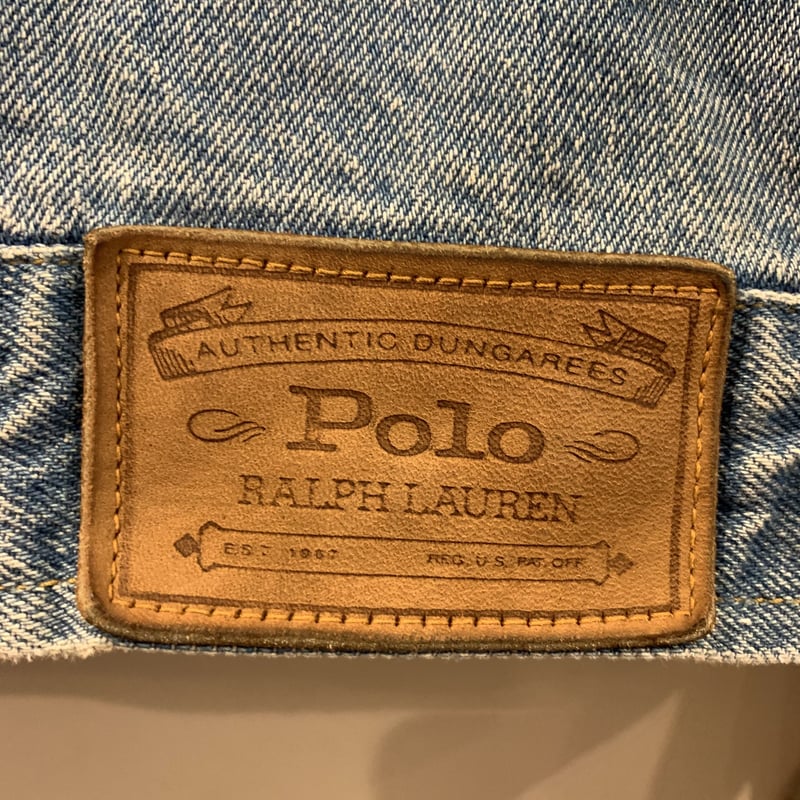 AUTHENTIC DUNGAREES
Polo
RALPH LAUREN
EST. 1967 REG. U.S. PAT. OFF.